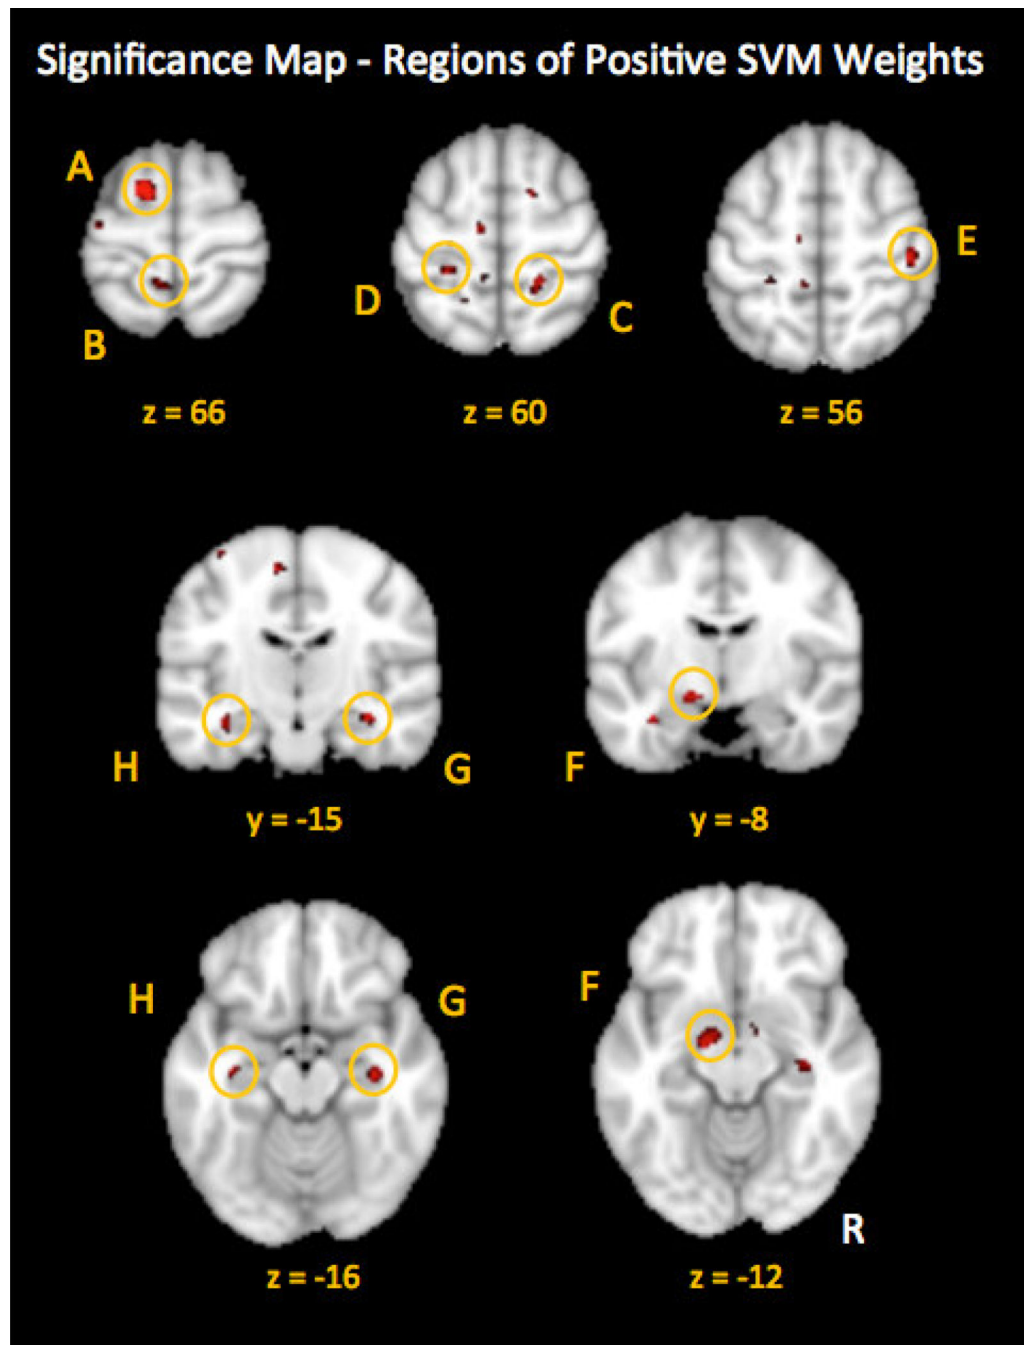 Significance Map - Regions of Positive SVM Weights
A
B
z = 66
D
C
z = 60
E
z = 56
H
G
y = -15
F
y = -8
H
G
z = -16
F
R
z = -12